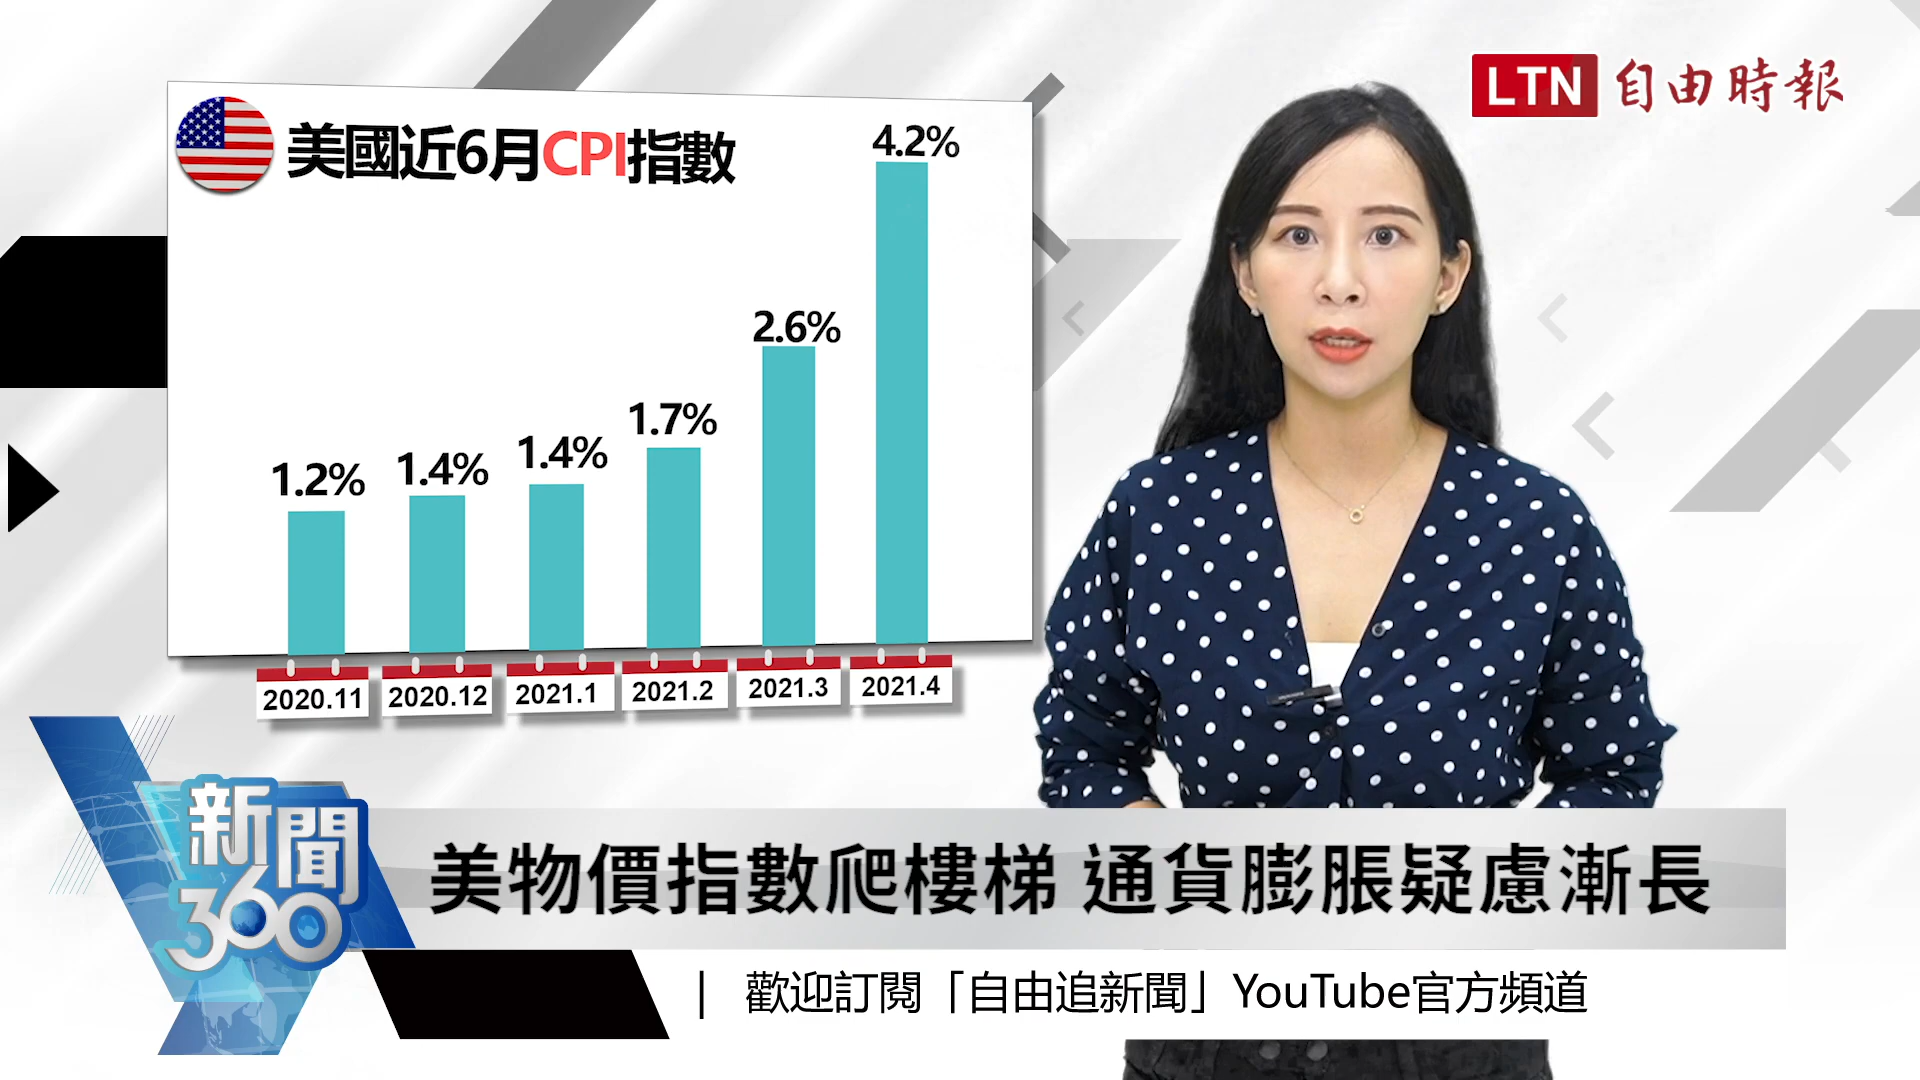 LTN 自由時報
美國近6月CPI指數
4.2%
2.6%
1.7%
1.4%
1.4%
1.2%
2020.11
2020.12
2021.1
2021.2
2021.3
2021.4
新聞
360
美物價指數爬樓梯 通貨膨脹疑慮漸長
| 歡迎訂閱「自由追新聞」YouTube官方頻道